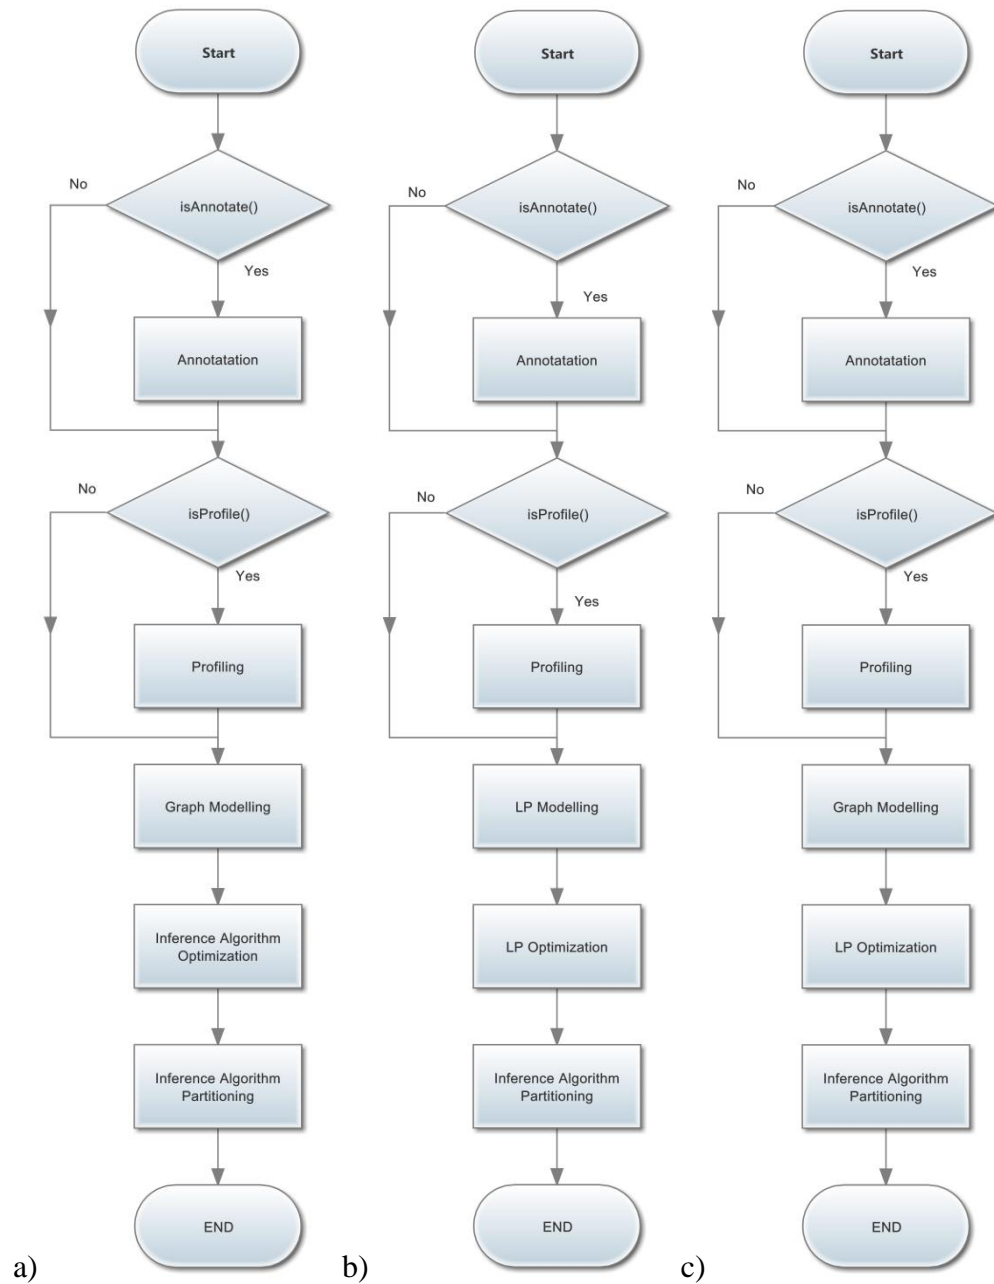 Start
No
isAnnotate()
Yes
Annotatation
No
isProfile()
Yes
Profiling
Graph Modelling
Inference Algorithm
Optimization
Inference Algorithm
Partitioning
END
a)
Start
No
isAnnotate()
Yes
Annotatation
No
isProfile()
Yes
Profiling
LP Modelling
LP Optimization
Inference Algorithm
Partitioning
END
b)
Start
No
isAnnotate()
Yes
Annotatation
No
isProfile()
Yes
Profiling
Graph Modelling
LP Optimization
Inference Algorithm
Partitioning
END
c)